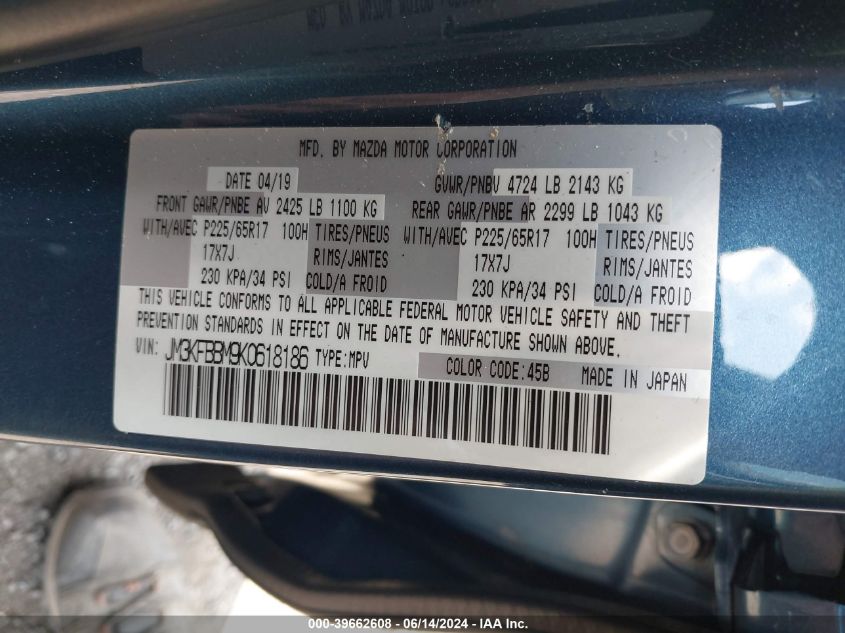 MFD. BY MAZDA MOTOR CORPORATION
DATE 04/19 GVWR/PNBV 4724 LB 2143 KG
FRONT GAWR/PNBE AV 2425 LB 1100 KG REAR GAWR/PNBE AR 2299 LB 1043 KG
WITH/AVEC P225/65R17 100H TIRES/PNEUS WITH/AVEC P225/65R17 100H TIRES/PNEUS
17X7J RIMS/JANTES 17X7J RIMS/JANTES
230 KPA/34 PSI COLD/A FROID 230 KPA/34 PSI COLD/A FROID
THIS VEHICLE CONFORMS TO ALL APPLICABLE FEDERAL MOTOR VEHICLE SAFETY AND THEFT
PREVENTION STANDARDS IN EFFECT ON THE DATE OF MANUFACTURE SHOWN ABOVE.
VIN: JM3KFBBM9K0618186 TYPE:MPV COLOR CODE:45B MADE IN JAPAN
000-39662608 - 06/14/2024 - IAA Inc.